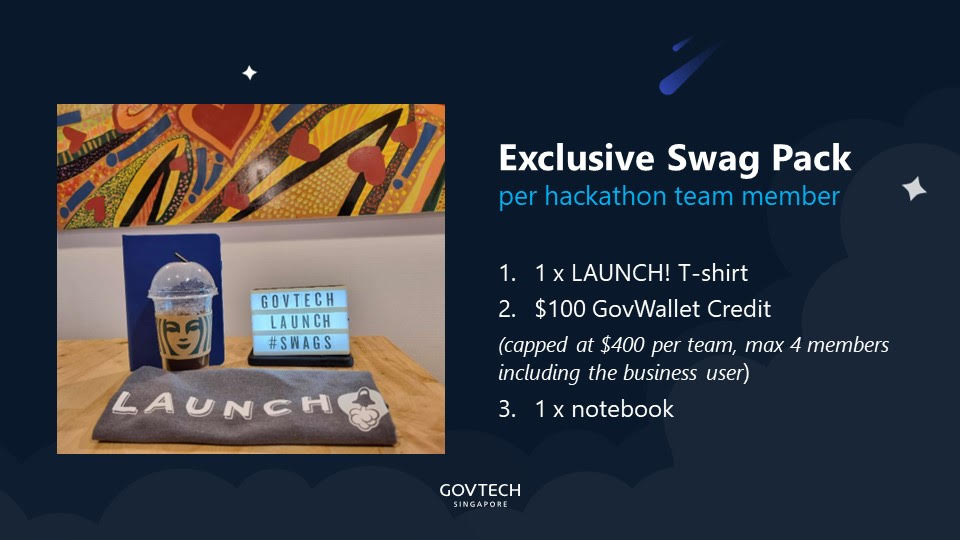 Exclusive Swag Pack
per hackathon team member
1. 1 x LAUNCH! T-shirt
2. $100 GovWallet Credit
(capped at $400 per team, max 4 members
including the business user)
3. 1 x notebook
GOVTECH
LAUNCH
#SWAGS
LAUNCH
GOVTECH
SINGAPORE